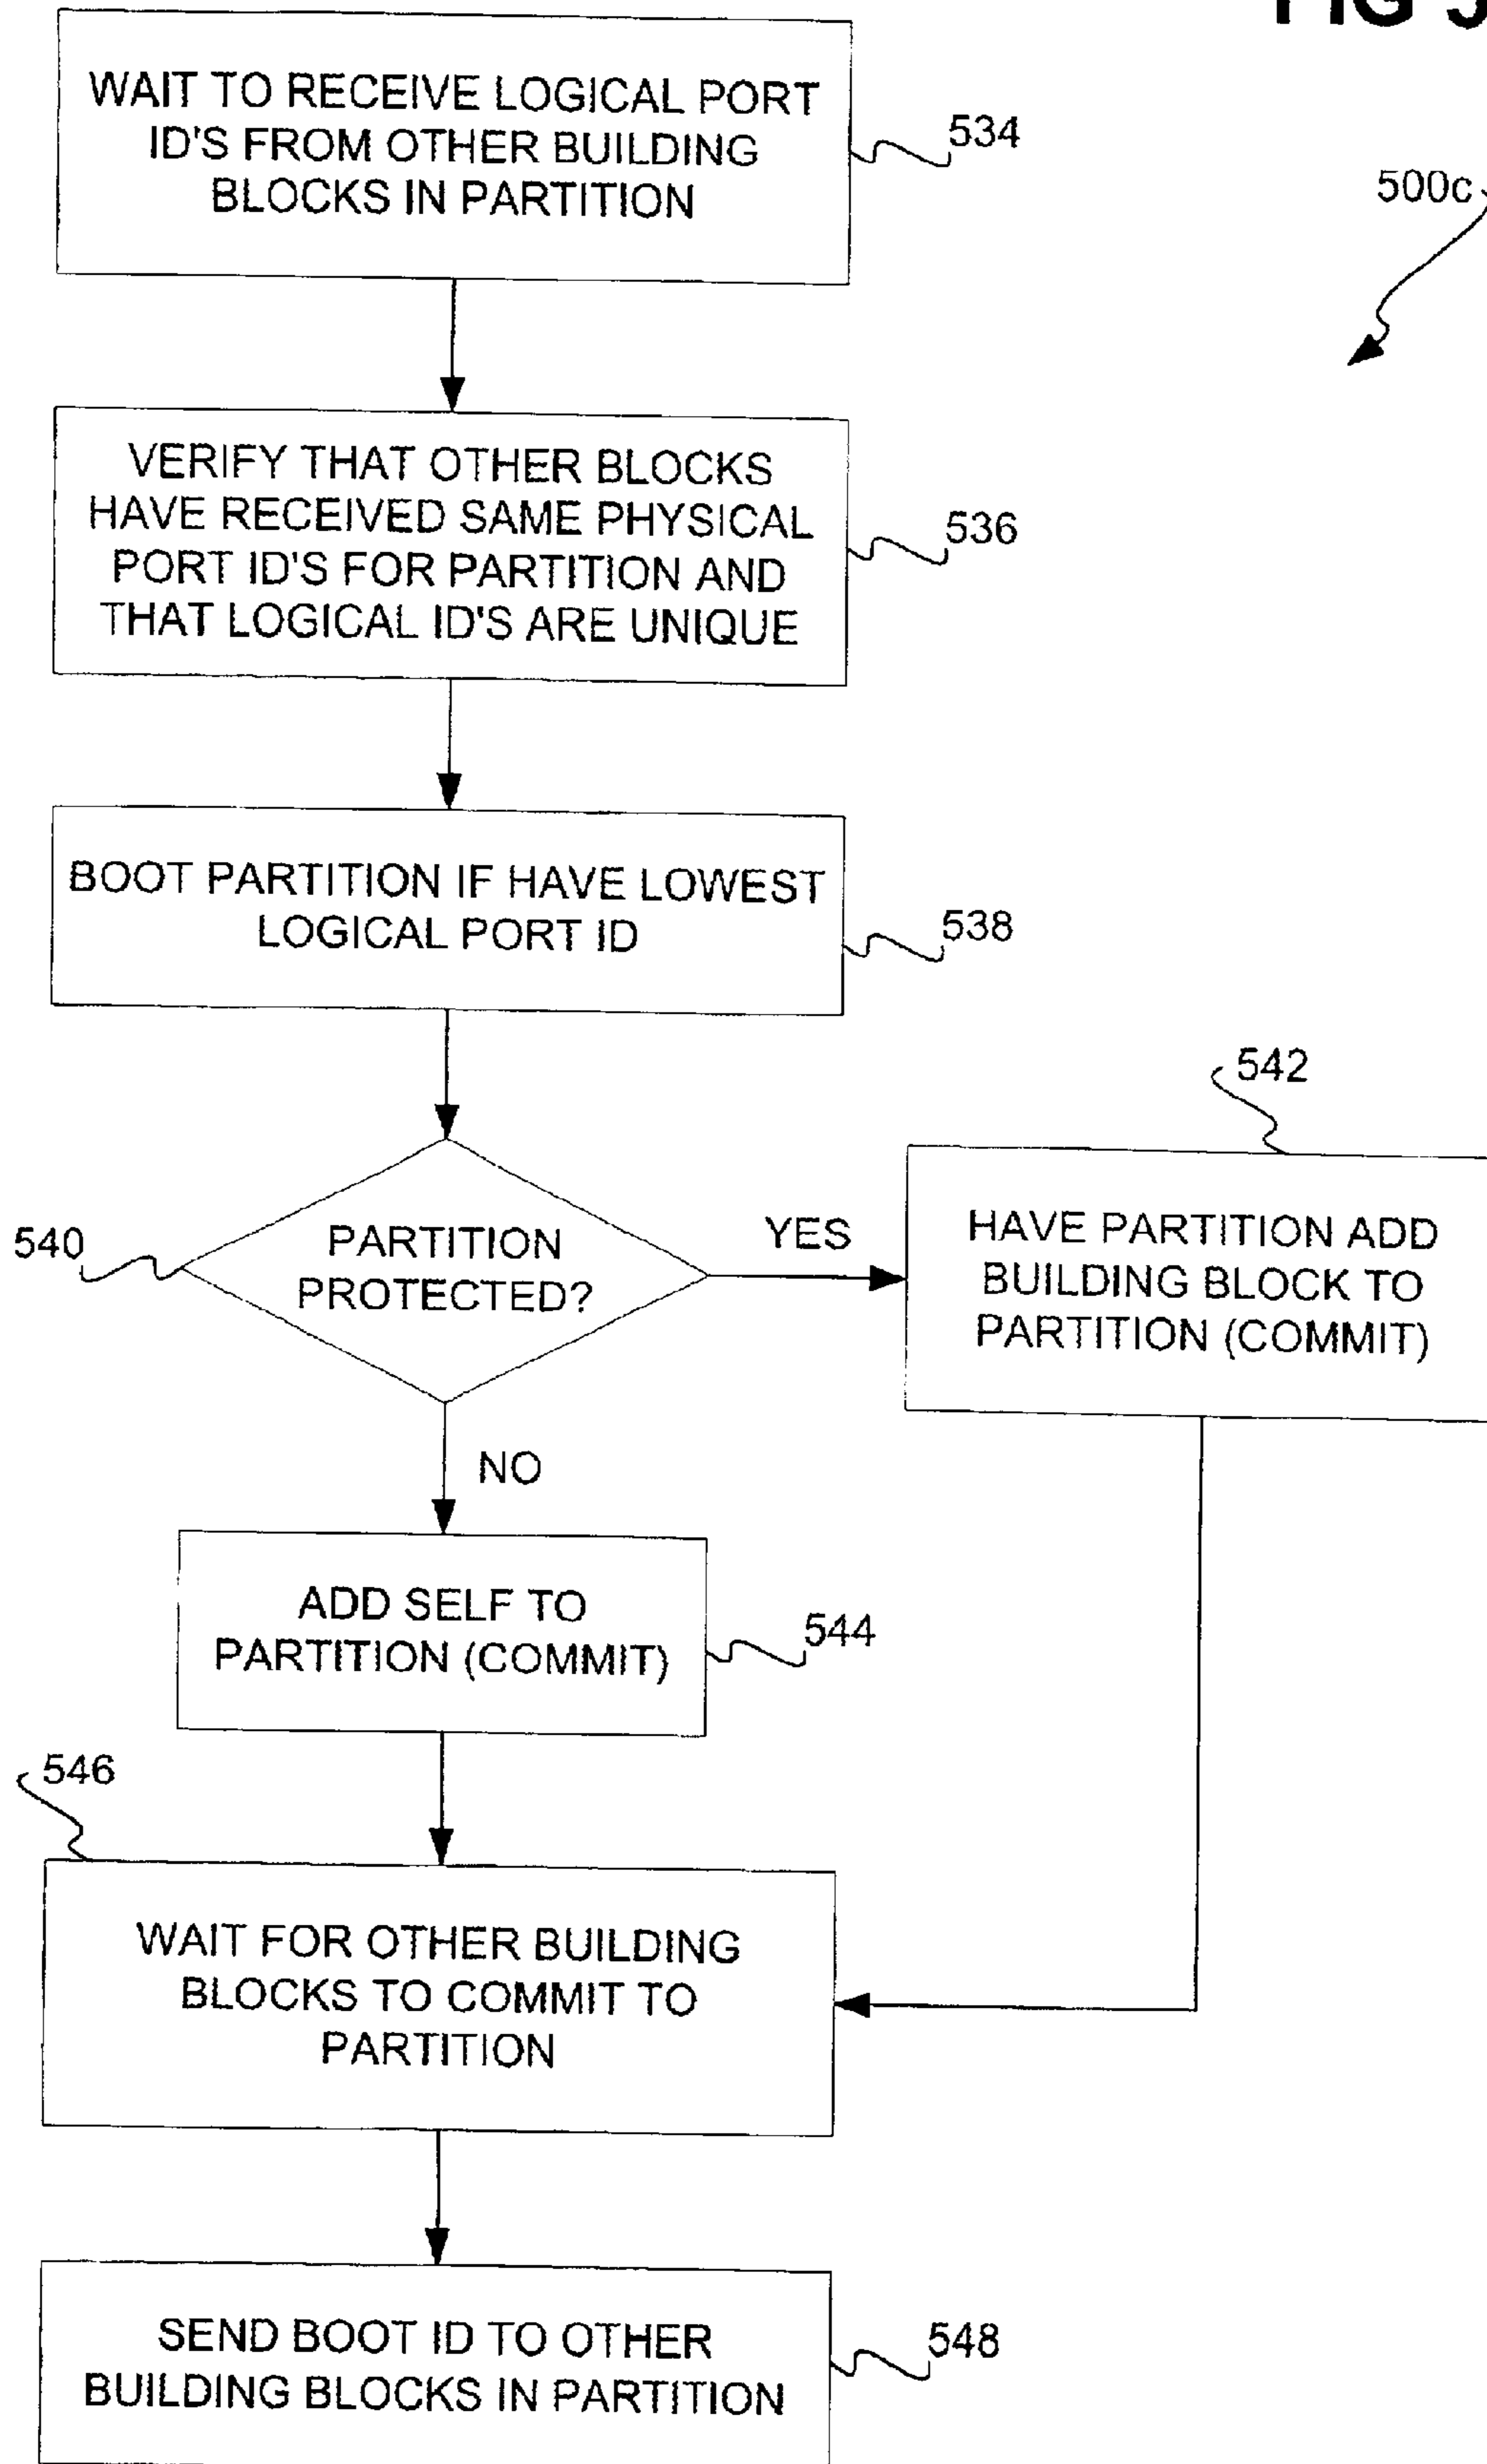 FIG 5
WAIT TO RECEIVE LOGICAL PORT
ID'S FROM OTHER BUILDING
BLOCKS IN PARTITION
534
500c
VERIFY THAT OTHER BLOCKS
HAVE RECEIVED SAME PHYSICAL
PORT ID'S FOR PARTITION AND
THAT LOGICAL ID'S ARE UNIQUE
536
BOOT PARTITION IF HAVE LOWEST
LOGICAL PORT ID
538
540
PARTITION
PROTECTED?
YES
542
HAVE PARTITION ADD
BUILDING BLOCK TO
PARTITION (COMMIT)
NO
ADD SELF TO
PARTITION (COMMIT)
544
546
WAIT FOR OTHER BUILDING
BLOCKS TO COMMIT TO
PARTITION
SEND BOOT ID TO OTHER
BUILDING BLOCKS IN PARTITION
548